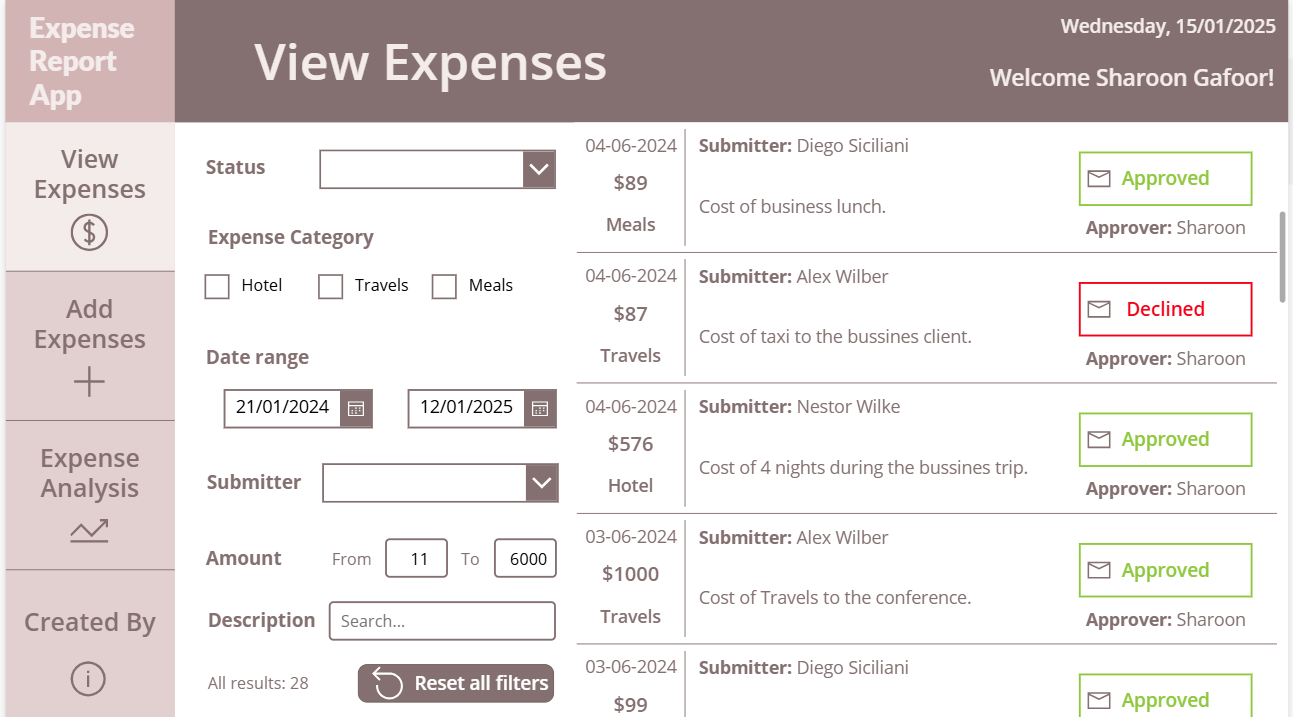 Expense
Report
App
View Expenses
Wednesday, 15/01/2025
Welcome Sharoon Gafoor!
View
Expenses
Add
Expenses
Expense
Analysis
Created By
Status
Expense Category
Hotel
Travels
Meals
Date range
21/01/2024
12/01/2025
Submitter
Amount
From
11
To
6000
Description
Search...
All results: 28
Reset all filters
04-06-2024
$89
Meals
Submitter: Diego Siciliani
Cost of business lunch.
Approved
Approver: Sharoon
04-06-2024
$87
Travels
Submitter: Alex Wilber
Cost of taxi to the bussines client.
Declined
Approver: Sharoon
04-06-2024
$576
Hotel
Submitter: Nestor Wilke
Cost of 4 nights during the bussines trip.
Approved
Approver: Sharoon
03-06-2024
$1000
Travels
Submitter: Alex Wilber
Cost of Travels to the conference.
Approved
Approver: Sharoon
03-06-2024
$99
Submitter: Diego Siciliani
Approved